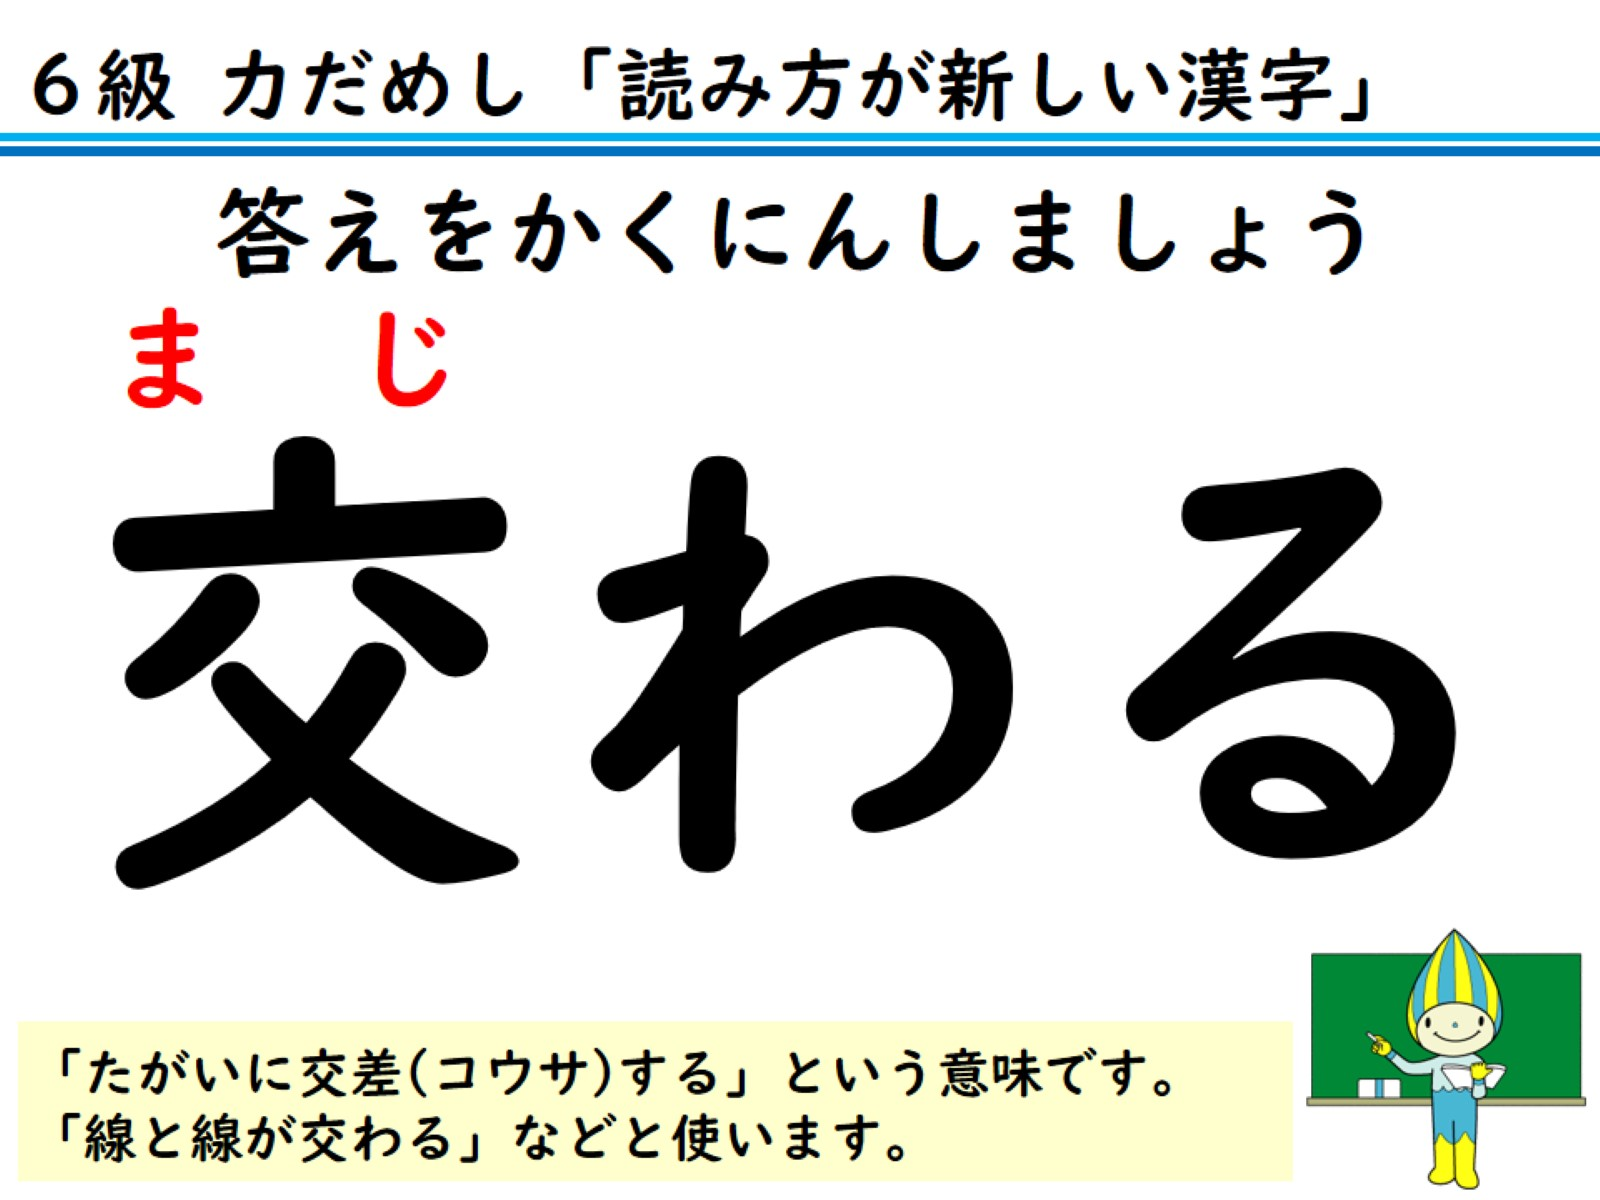 ６級 力だめし「読み方が新しい漢字」
答えをかくにんしましょう
ま じ
交わる
「たがいに交差(コウサ)する」という意味です。
「線と線が交わる」などと使います。